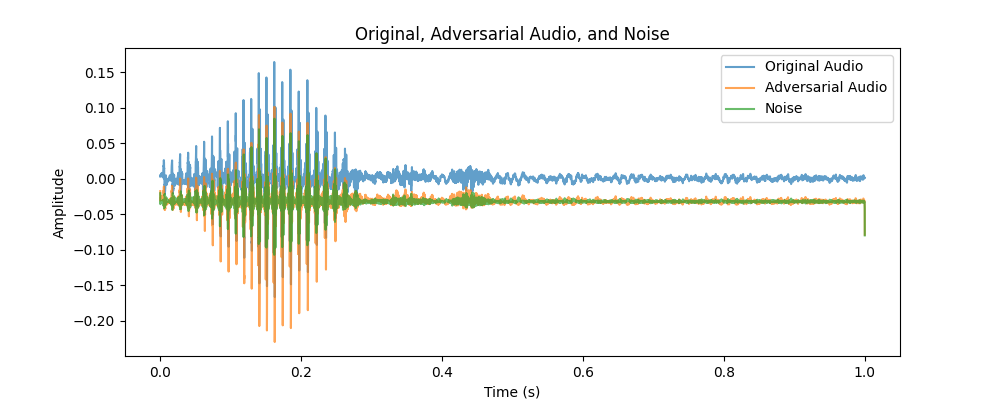 Original, Adversarial Audio, and Noise
Original Audio
Adversarial Audio
Noise
Amplitude
0.15
0.10
0.05
0.00
−0.05
−0.10
−0.15
−0.20
0.0
0.2
0.4
0.6
0.8
1.0
Time (s)